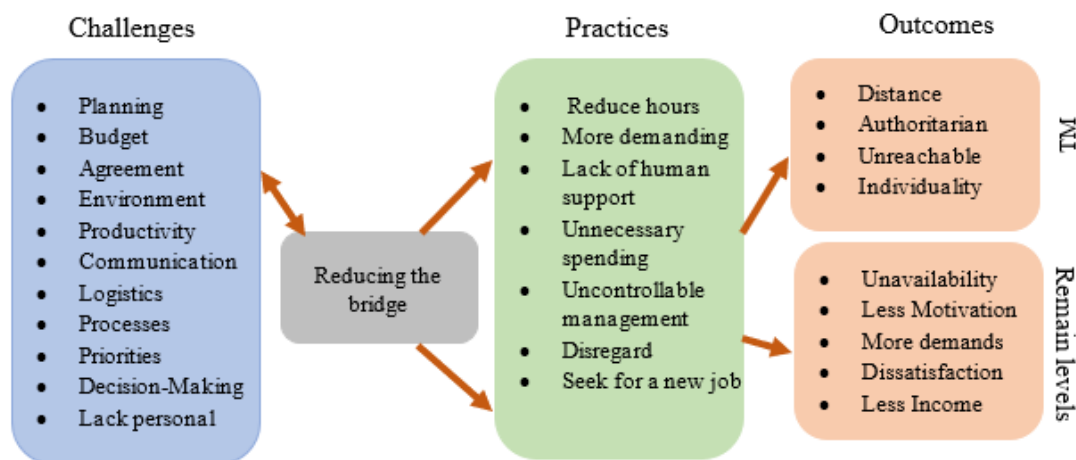 Challenges
Planning
Budget
Agreement
Environment
Productivity
Communication
Logistics
Processes
Priorities
Decision-Making
Lack personal
Reducing the
bridge
Practices
Reduce hours
More demanding
Lack of human
support
Unnecessary
spending
Uncontrollable
management
Disregard
Seek for a new job
Outcomes
Distance
Authoritarian
Unreachable
Individuality
TM
Unavailability
Less Motivation
More demands
Dissatisfaction
Less Income
Remain levels